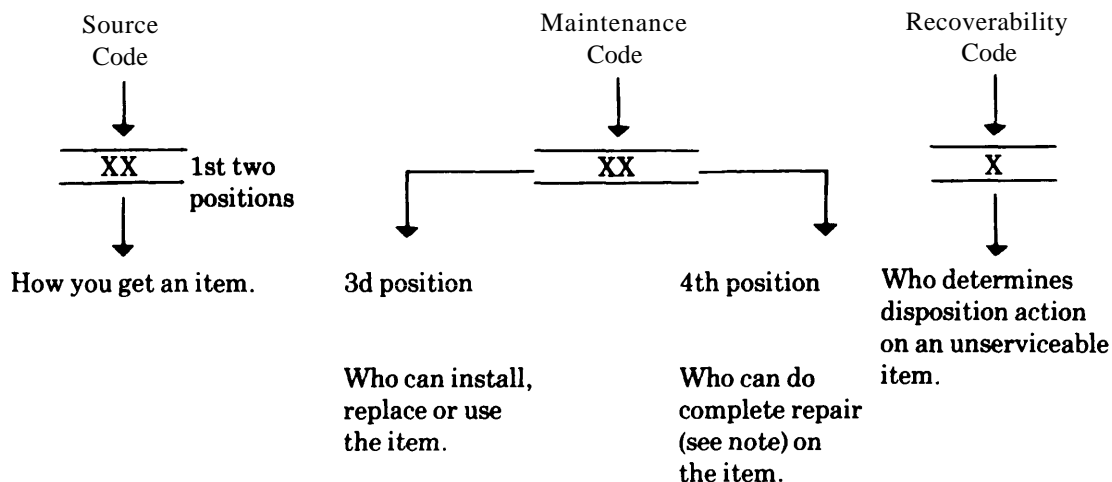 Source
Code
Maintenance
Code
Recoverability
Code
XX
1st two
positions
XX
X
How you get an item.
3d position
4th position
Who determines
disposition action
on an unserviceable
item.
Who can install,
replace or use
the item.
Who can do
complete repair
(see note) on
the item.